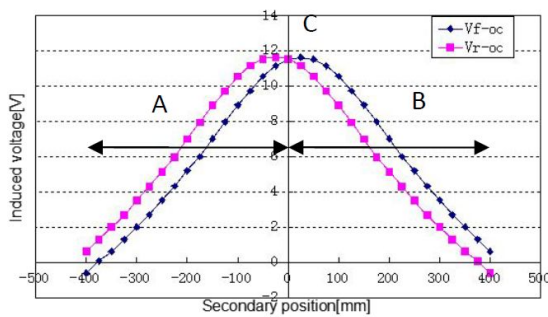 14
C
12
Vf-oc
Vr-oc
10
A
B
8
6
4
2
0
-2
-500 -400 -300 -200 -100 0 100 200 300 400 500
Induced voltage[V]
Secondary position[mm]